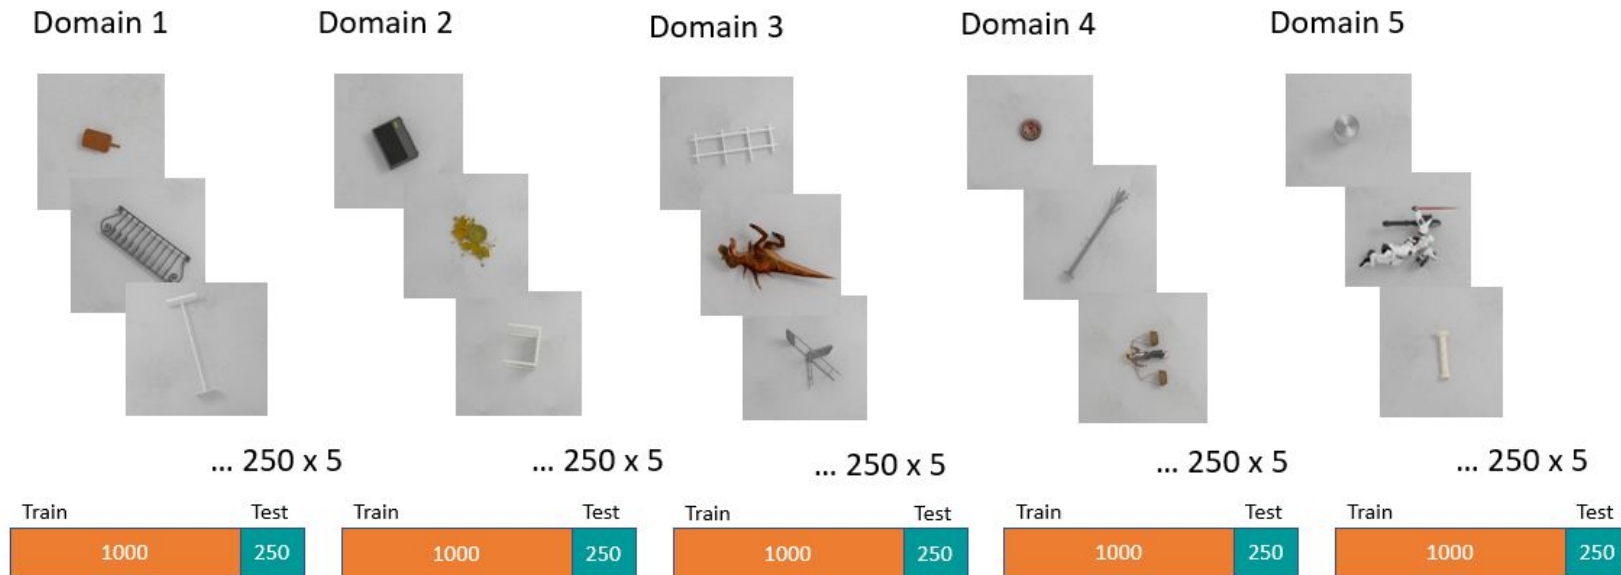 Domain 1
Domain 2
Domain 3
Domain 4
Domain 5
... 250 x 5
... 250 x 5
... 250 x 5
... 250 x 5
... 250 x 5
Train Test
Train Test
Train Test
Train Test
Train Test
1000 250
1000 250
1000 250
1000 250
1000 250